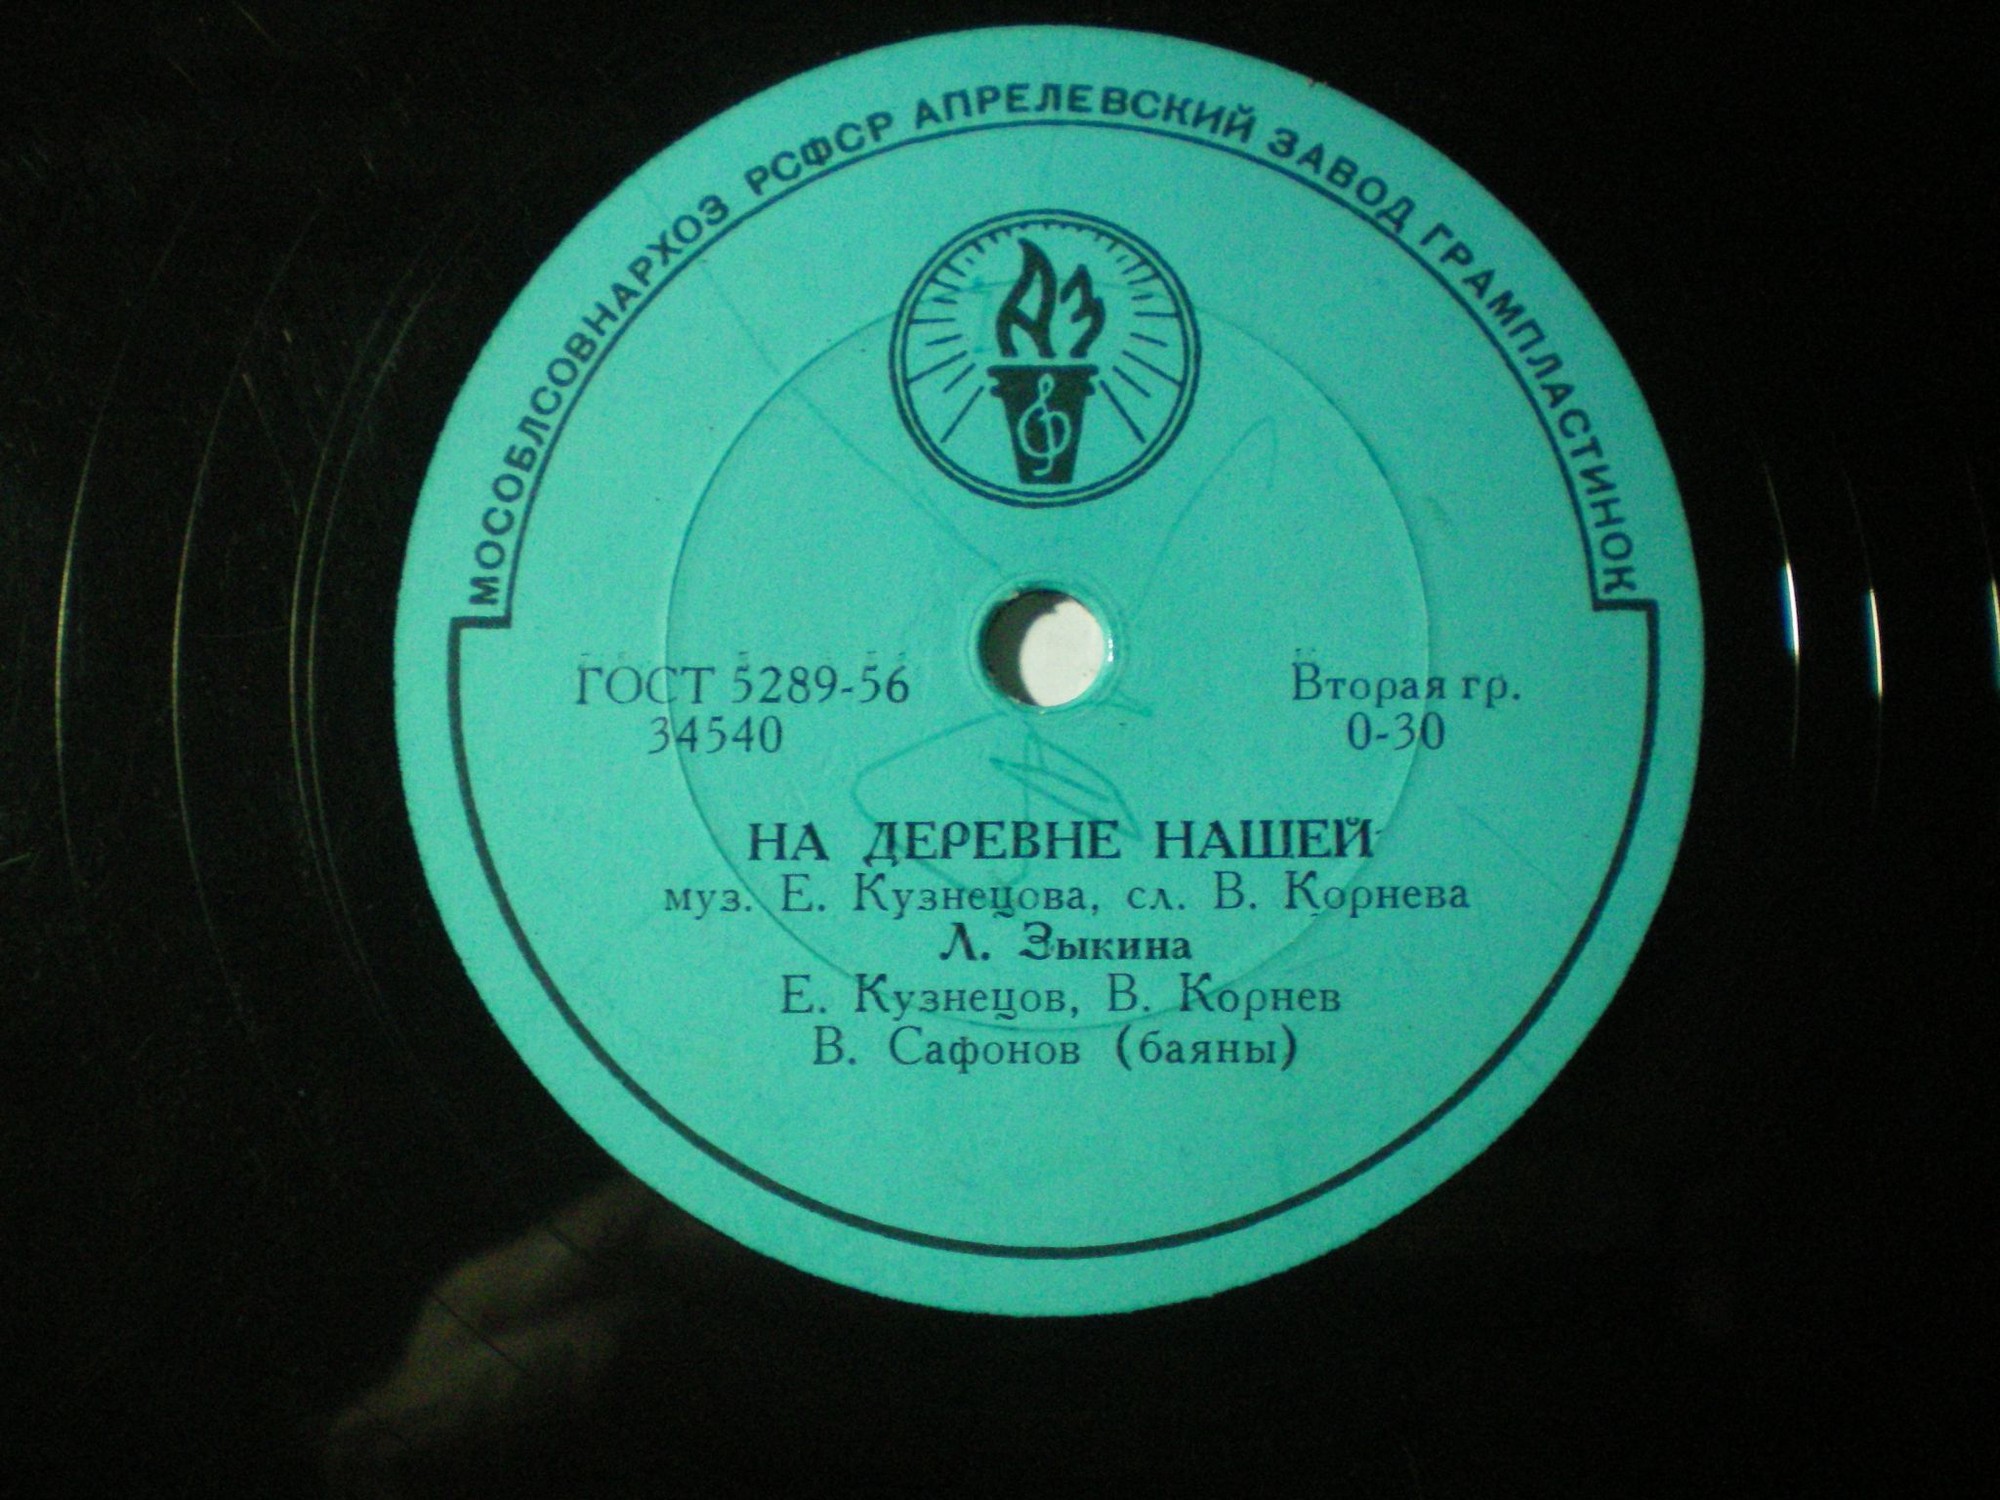 МОСОБЛСОВНАРХОЗ РСФСР АПРЕЛЕВСКИЙ ЗАВОД ГРАМПЛАСТИНОК
АЗ
ГОСТ 5289-56
34540
Вторая гр.
0-30
НА ДЕРЕВНЕ НАШЕЙ
муз. Е. Кузнецова, сл. В. Корнева
Л. Зыкина
Е. Кузнецов, В. Корнев
В. Сафонов (баяны)